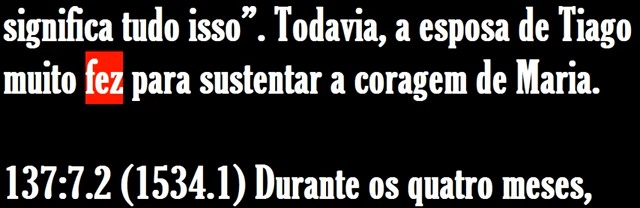 significa tudo isso”. Todavia, a esposa de Tiago
muito fez para sustentar a coragem de Maria.
137:7.2 (1534.1) Durante os quatro meses,